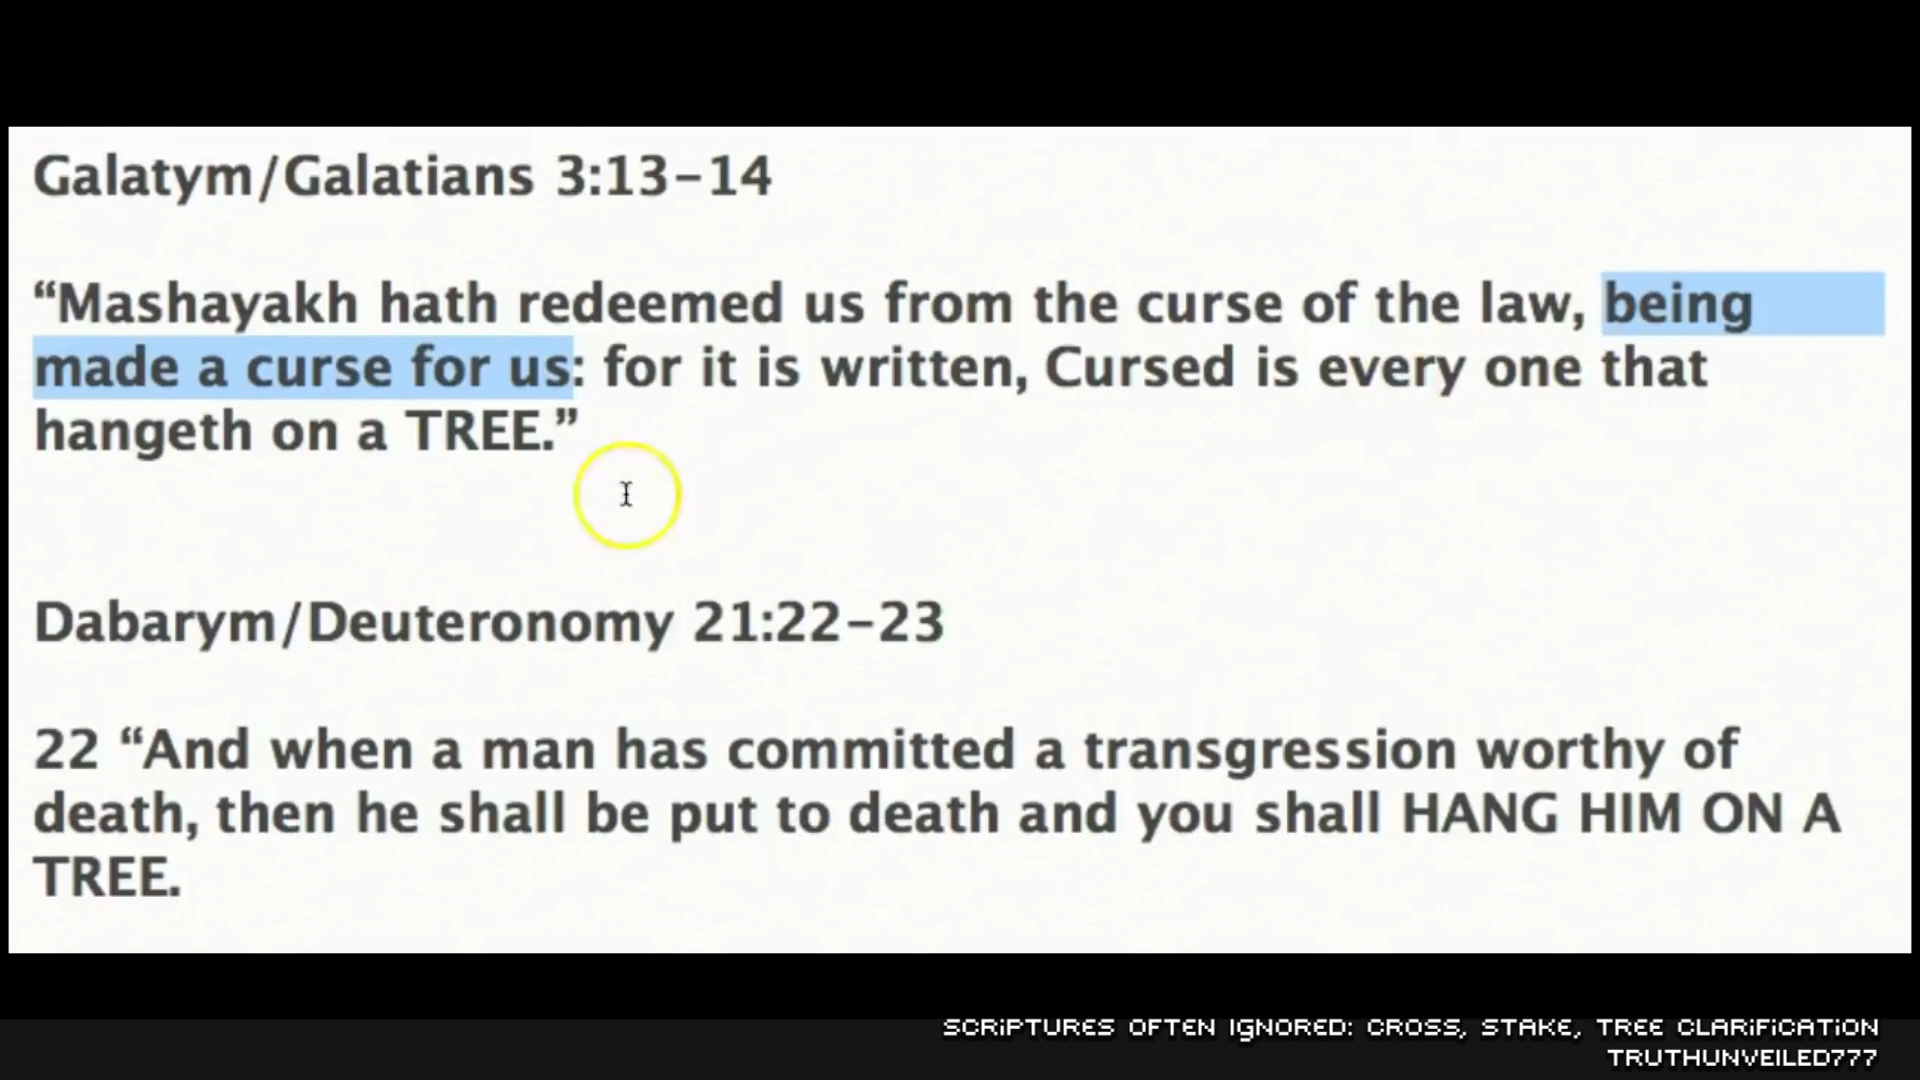 Galatym/Galatians 3:13-14
“Mashayakh hath redeemed us from the curse of the law, being
made a curse for us: for it is written, Cursed is every one that
hangeth on a TREE.”
Dabarym/Deuteronomy 21:22-23
22 “And when a man has committed a transgression worthy of
death, then he shall be put to death and you shall HANG HIM ON A
TREE.
SCRIPTURES OFTEN IGNORED: CROSS, STAKE, TREE CLARIFICATION
TRUTHUNVEILED777